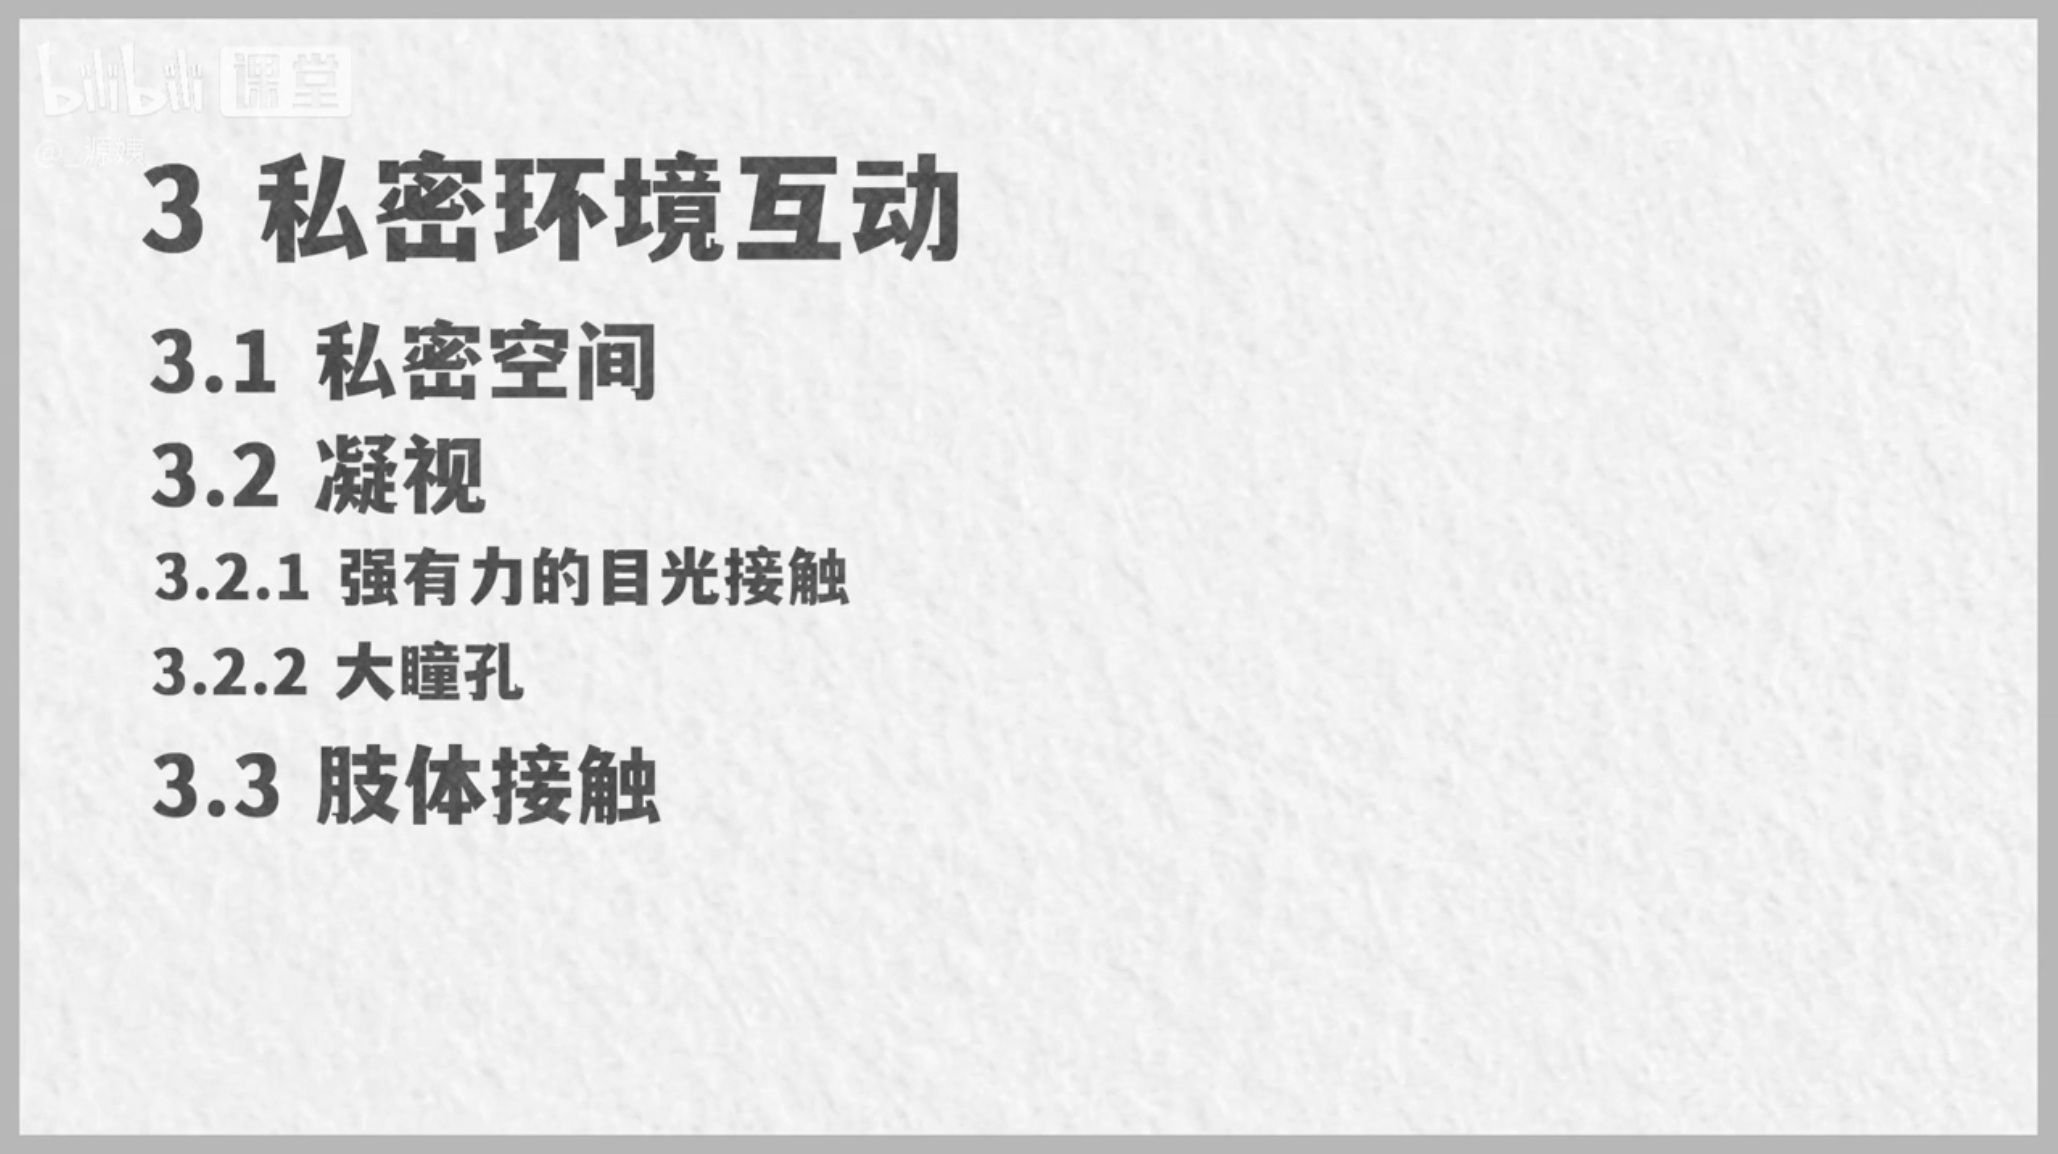 bilibili 课堂
@_源姨
3 私密环境互动
3.1 私密空间
3.2 凝视
3.2.1 强有力的目光接触
3.2.2 大瞳孔
3.3 肢体接触